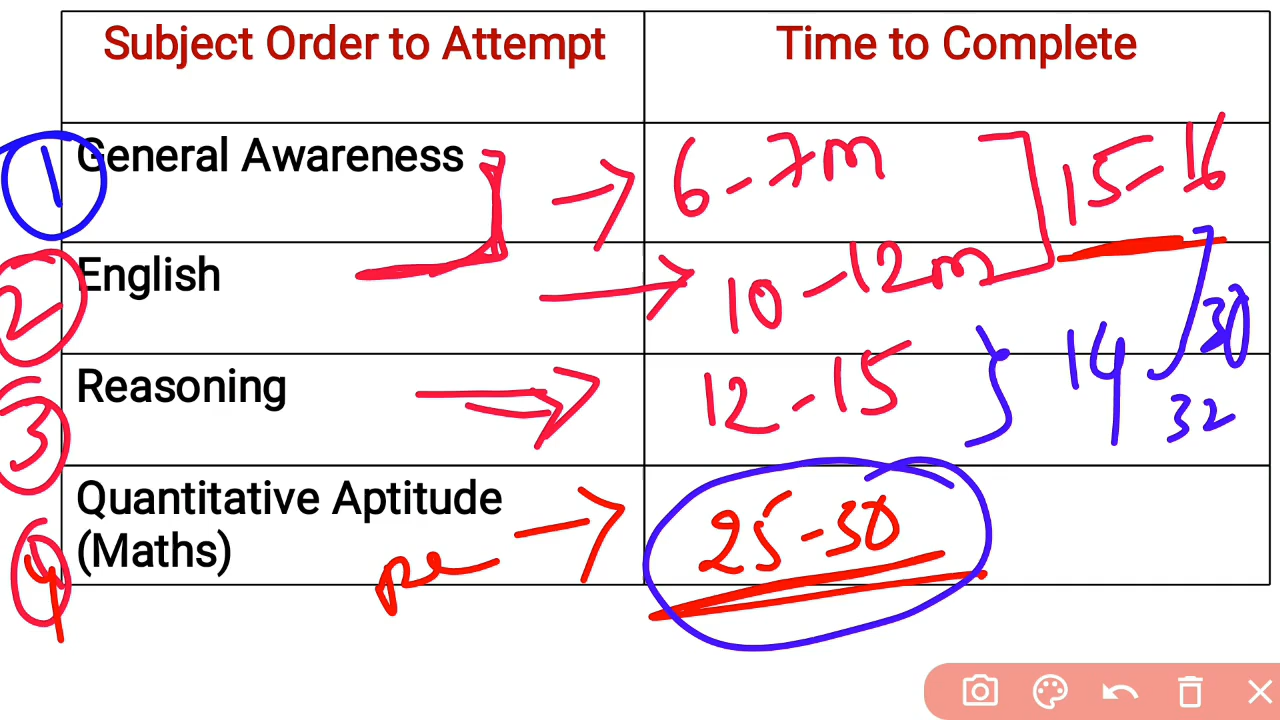 Subject Order to Attempt
Time to Complete
1
General Awareness
6-7m
15-16
2
English
10-12m
30
3
Reasoning
12-15
14
32
4
Quantitative Aptitude
(Maths)
25-30